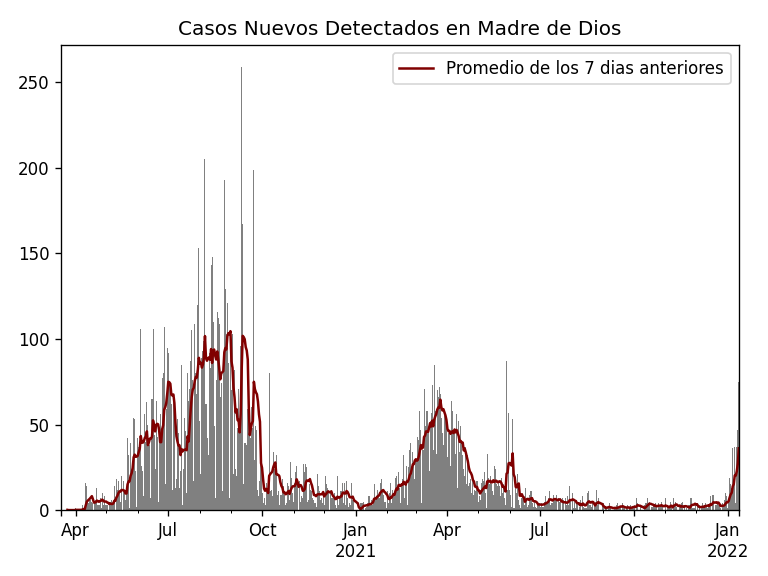 Casos Nuevos Detectados en Madre de Dios
Promedio de los 7 dias anteriores
250
200
150
100
50
0
Apr Jul Oct Jan Apr Jul Oct Jan
2021 2022